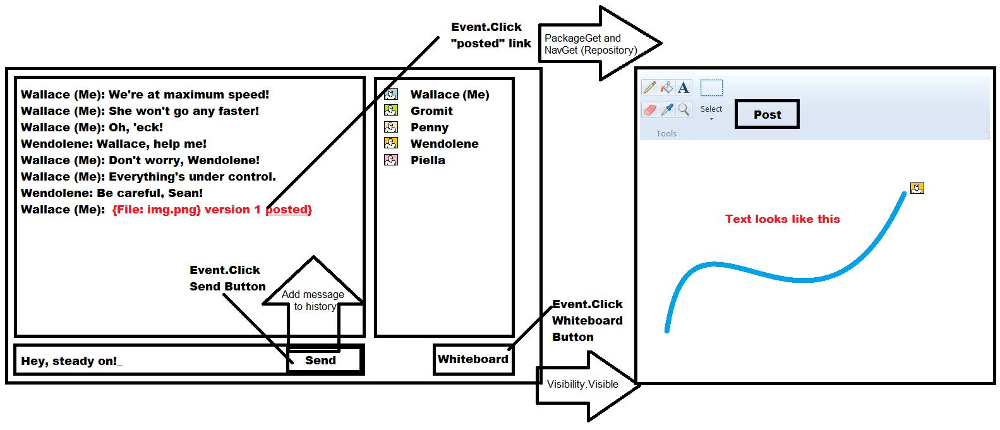 Event.Click
"posted" link
PackageGet and
NavGet (Repository)
Wallace (Me): We're at maximum speed!
Wallace (Me): She won't go any faster!
Wallace (Me): Oh, 'eck!
Wendolene: Wallace, help me!
Wallace (Me): Don't worry, Wendolene!
Wallace (Me): Everything's under control.
Wendolene: Be careful, Sean!
Wallace (Me): {File: img.png} version 1 posted}
Wallace (Me)
Gromit
Penny
Wendolene
Piella
Event.Click
Send Button
Add message
to history
Hey, steady on!_
Send
Whiteboard
Event.Click
Whiteboard
Button
Visibility.Visible
A
Select
Tools
Post
Text looks like this